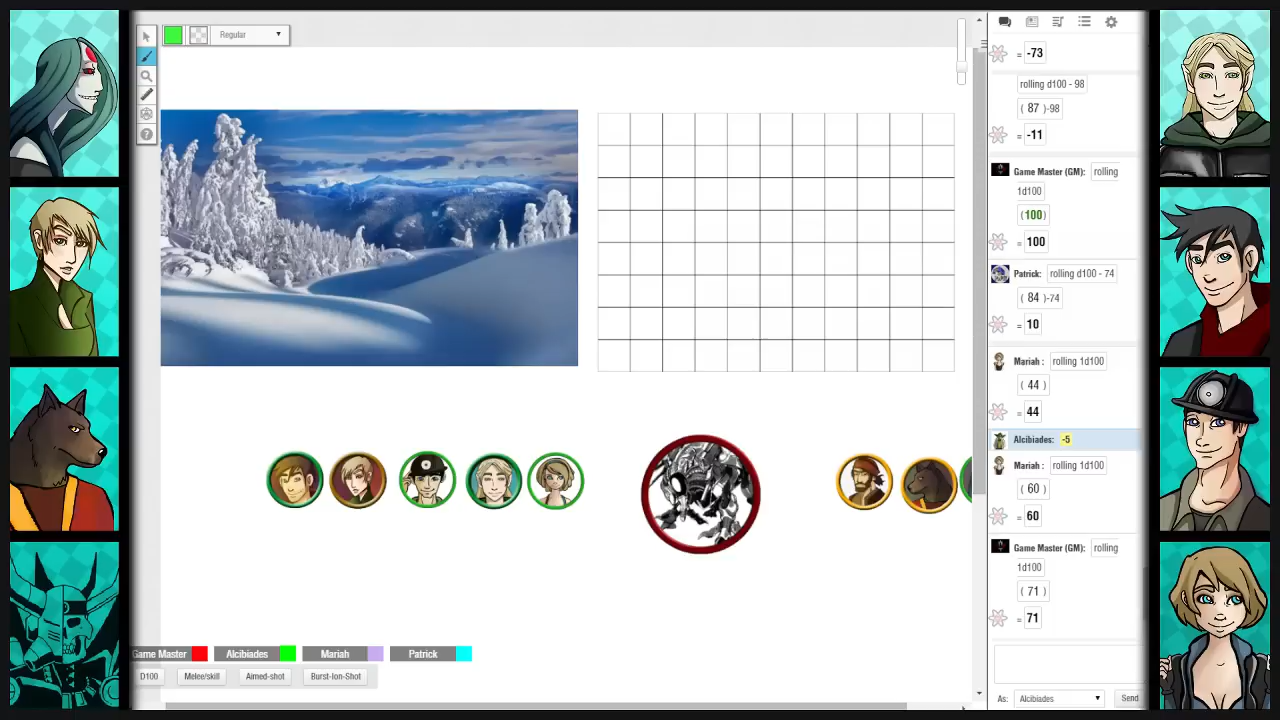 Regular
= -73
rolling d100 - 98
( 87 )-98
= -11
Game Master (GM): rolling
1d100
(100)
= 100
Patrick: rolling d100 - 74
( 84 )-74
= 10
Mariah : rolling 1d100
( 44 )
= 44
Alcibiades: -5
Mariah : rolling 1d100
( 60 )
= 60
Game Master (GM): rolling
1d100
( 71 )
= 71
Game Master Alcibiades Mariah Patrick
D100 Melee/skill Aimed-shot Burst-Ion-Shot
As: Alcibiades Send